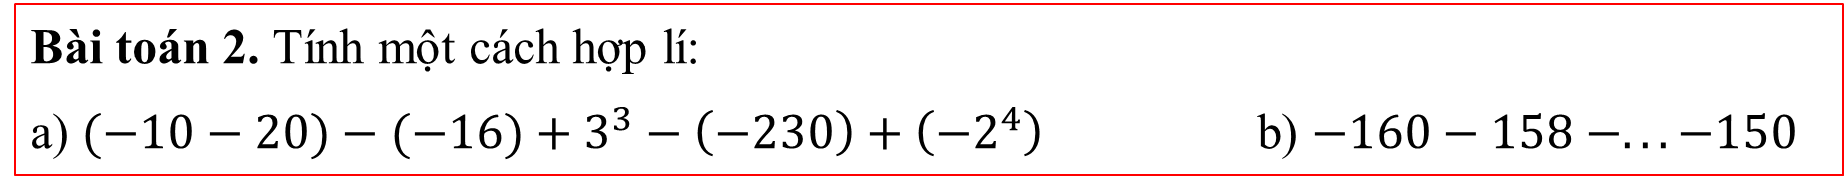 Bài toán 2. Tính một cách hợp lí:
a) (−10 − 20) − (−16) + 3³ − (−230) + (−2⁴) b) −160 − 158 −… −150